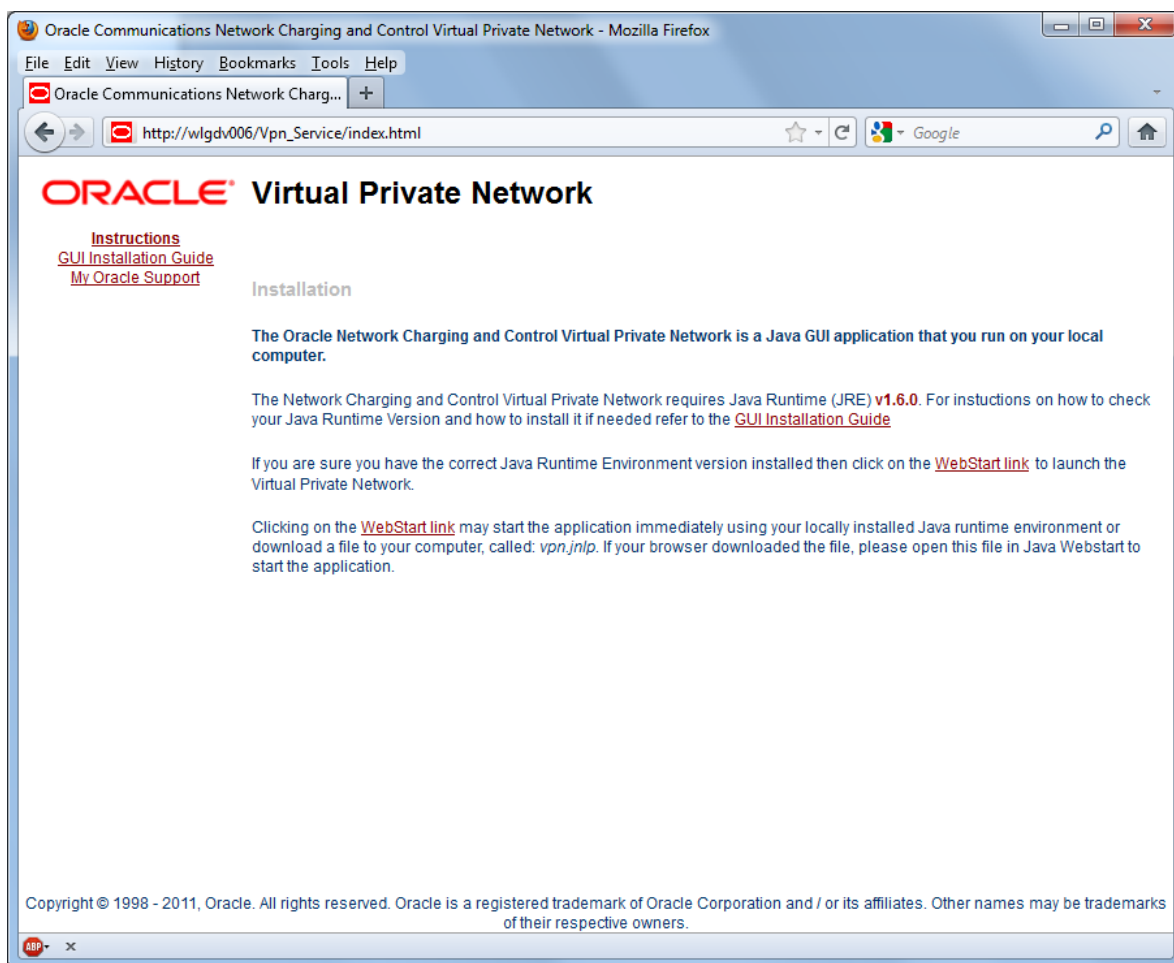 Oracle Communications Network Charging and Control Virtual Private Network - Mozilla Firefox
File Edit View History Bookmarks Tools Help
Oracle Communications Network Charg... +
http://wlgdv006/Vpn_Service/index.html Google
ORACLE Virtual Private Network
Instructions
GUI Installation Guide
My Oracle Support
Installation
The Oracle Network Charging and Control Virtual Private Network is a Java GUI application that you run on your local
computer.
The Network Charging and Control Virtual Private Network requires Java Runtime (JRE) v1.6.0. For instuctions on how to check
your Java Runtime Version and how to install it if needed refer to the GUI Installation Guide
If you are sure you have the correct Java Runtime Environment version installed then click on the WebStart link to launch the
Virtual Private Network.
Clicking on the WebStart link may start the application immediately using your locally installed Java runtime environment or
download a file to your computer, called: vpn.jnlp. If your browser downloaded the file, please open this file in Java Webstart to
start the application.
Copyright © 1998 - 2011, Oracle. All rights reserved. Oracle is a registered trademark of Oracle Corporation and / or its affiliates. Other names may be trademarks
of their respective owners.
ABP